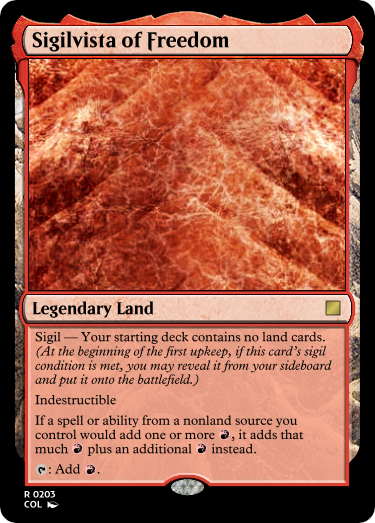 Sigilvista of Freedom
Legendary Land
Sigil — Your starting deck contains no land cards.
(At the beginning of the first upkeep, if this card's sigil
condition is met, you may reveal it from your sideboard
and put it onto the battlefield.)
Indestructible
If a spell or ability from a nonland source you
control would add one or more , it adds that
much plus an additional instead.
: Add .
R 0203
COL